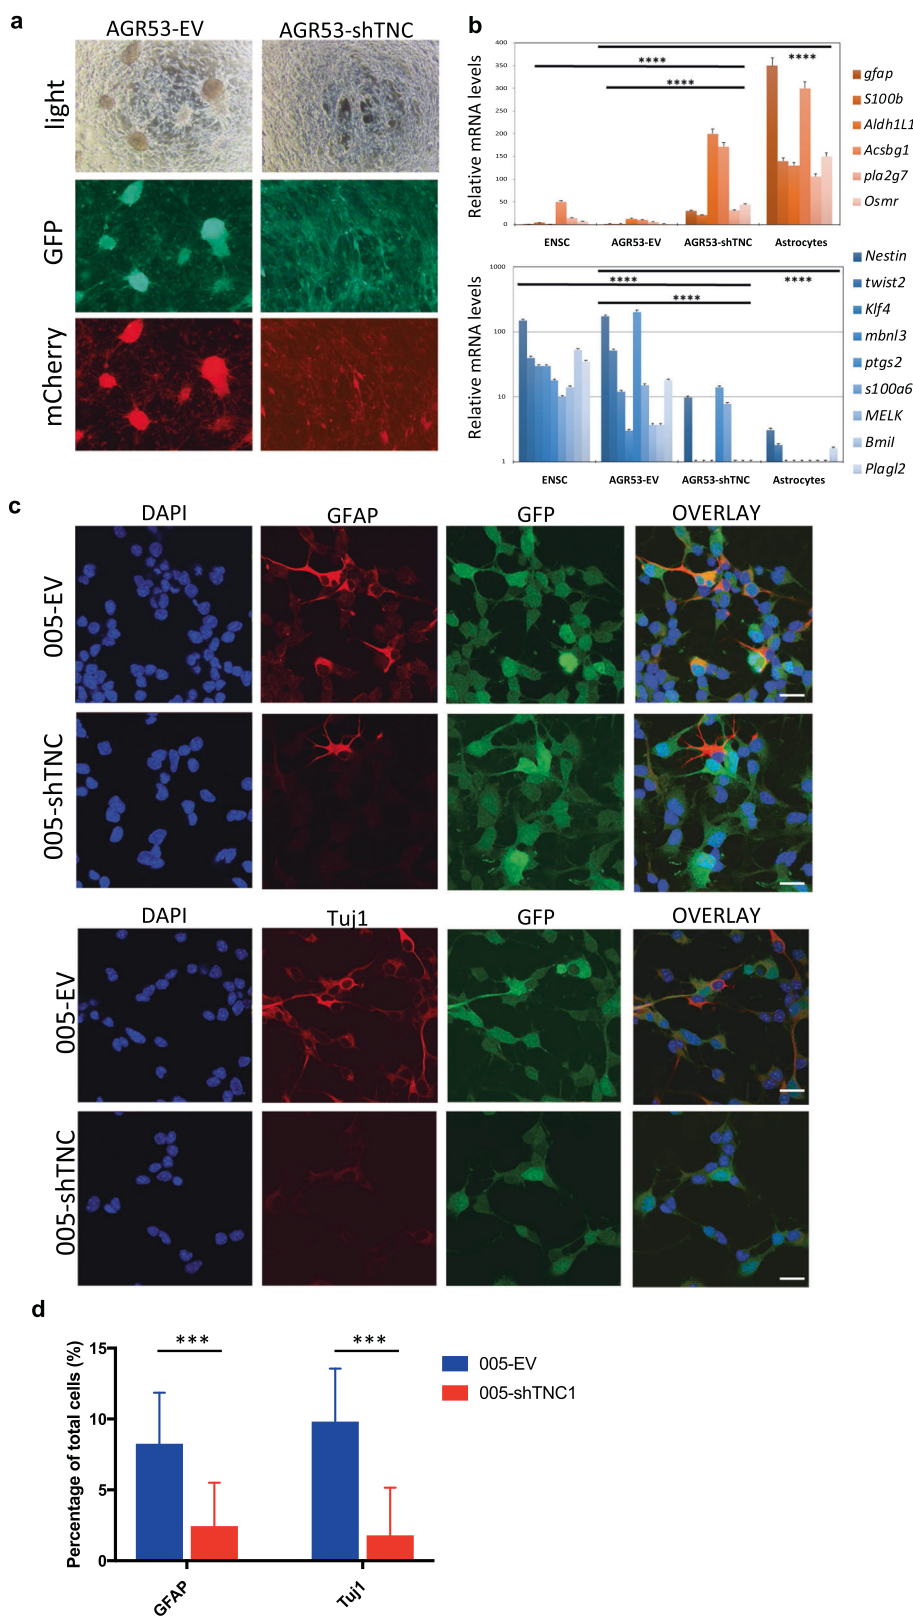 a
AGR53-EV
AGR53-shTNC
light
GFP
mCherry
b
Relative mRNA levels
400
350
300
250
200
150
100
50
0
****
****
****
ENSC
AGR53-EV
AGR53-shTNC
Astrocytes
gfap
S100b
Aldh1L1
Acsbg1
pla2g7
Osmr
Relative mRNA levels
1000
100
10
1
****
****
****
ENSC
AGR53-EV
AGR53-shTNC
Astrocytes
Nestin
twist2
Klf4
mbnl3
ptgs2
s100a6
MELK
Bmil
Plagl2
c
DAPI
GFAP
GFP
OVERLAY
005-EV
005-shTNC
DAPI
Tuj1
GFP
OVERLAY
005-EV
005-shTNC
d
Percentage of total cells (%)
15
10
5
0
***
***
GFAP
Tuj1
005-EV
005-shTNC1